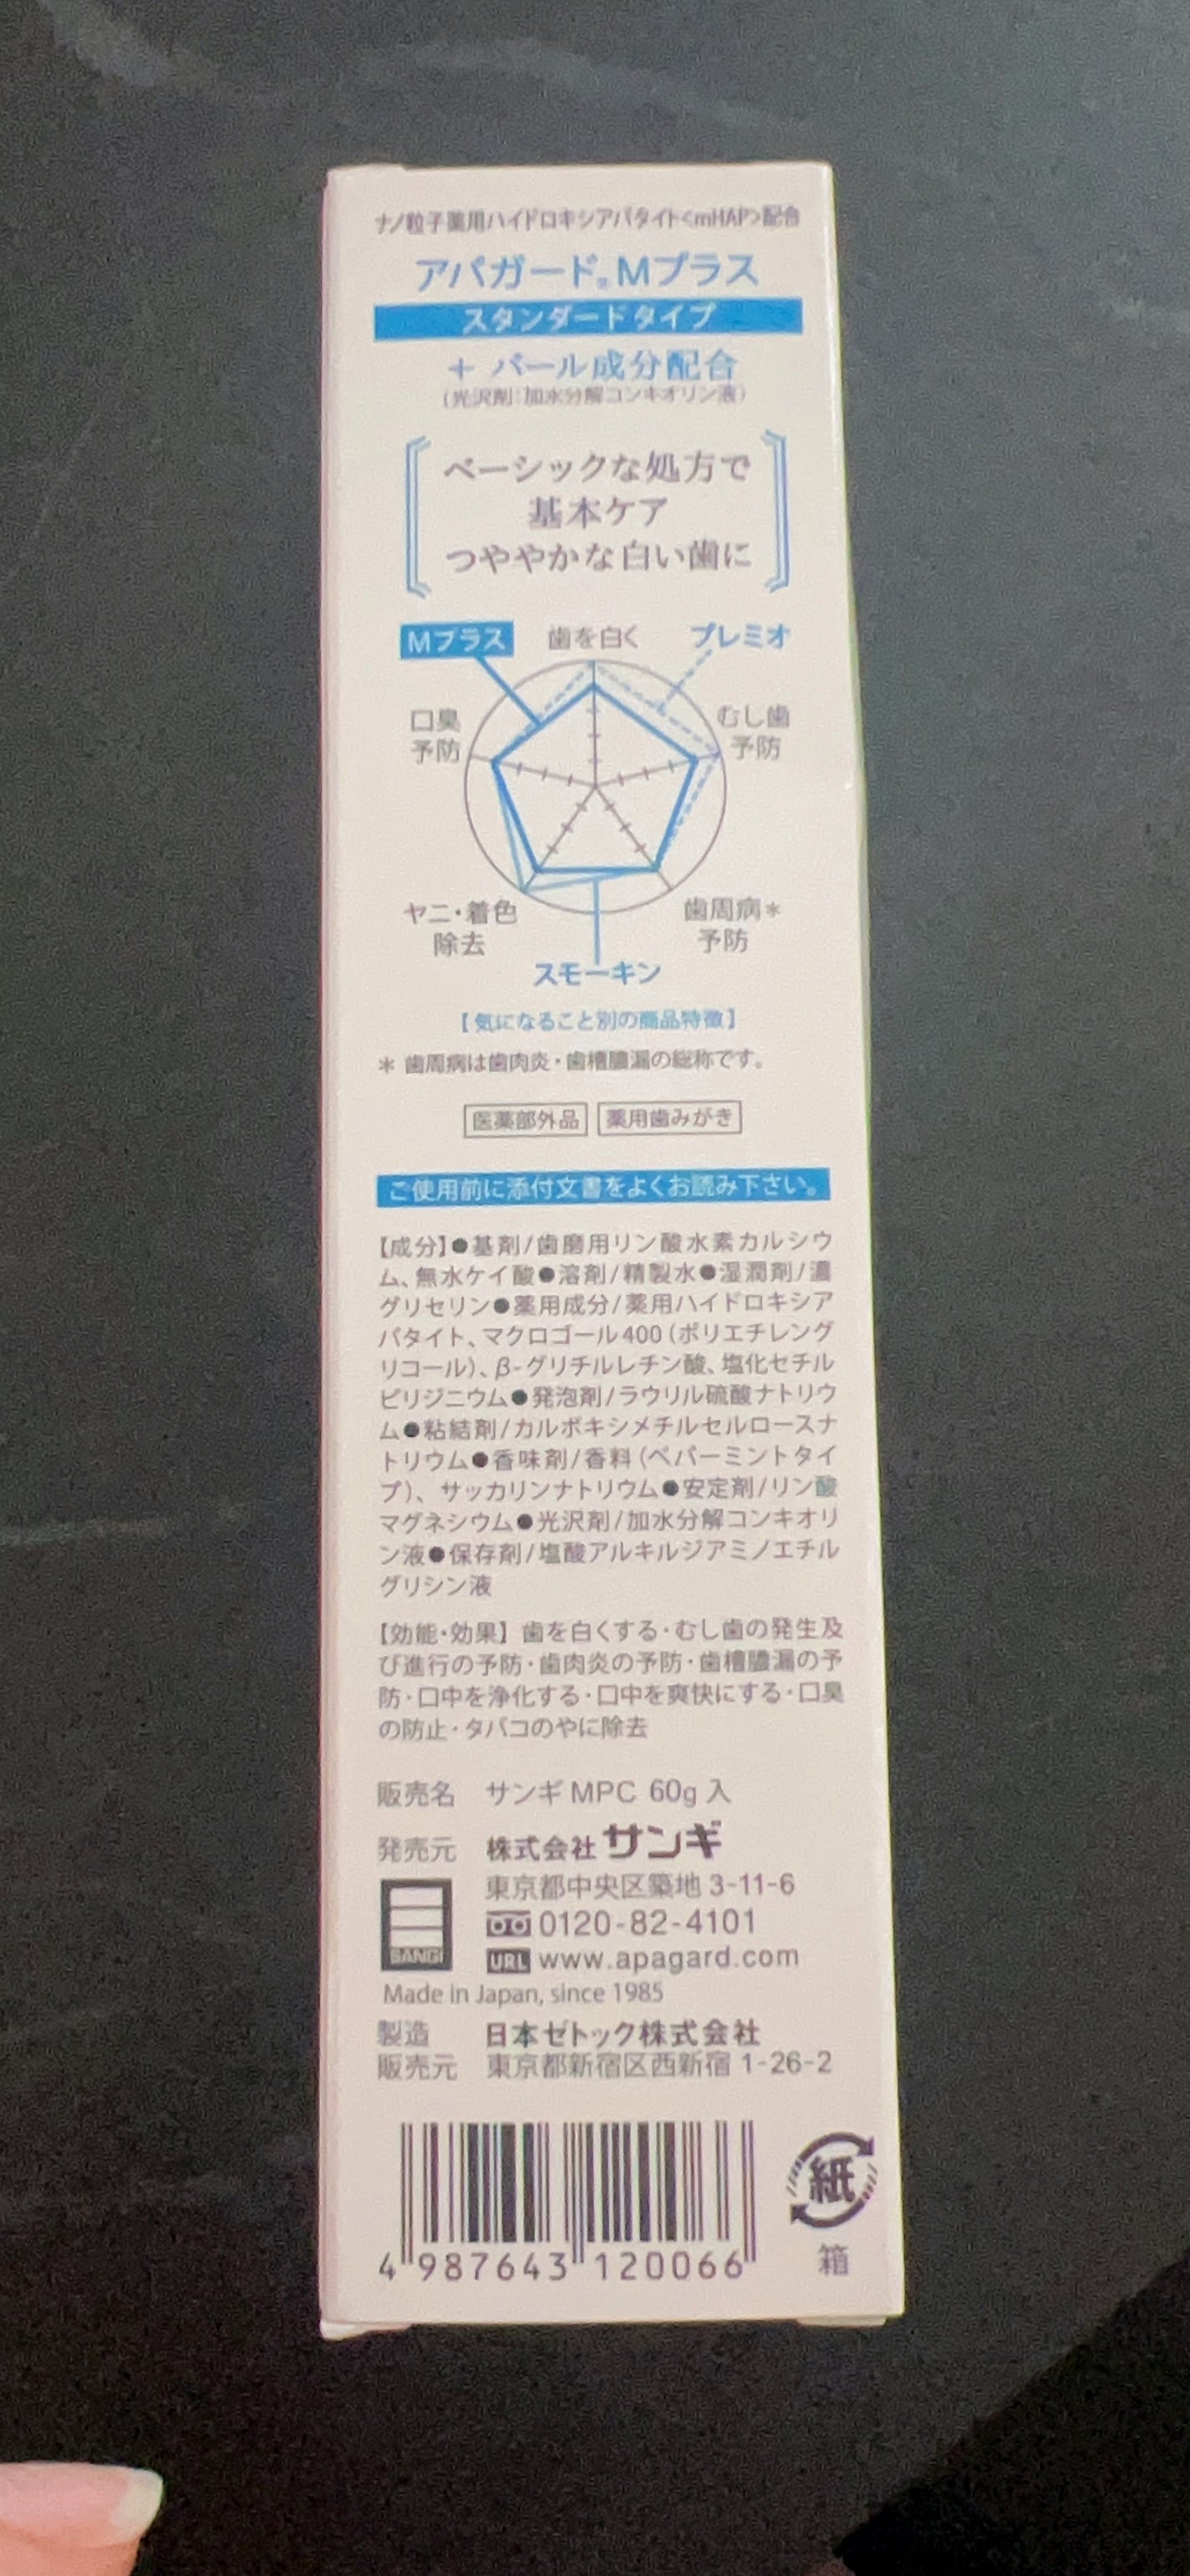 ナノ粒子薬用ハイドロキシアパタイト<mHAP>配合
アパガード®Mプラス
スタンダードタイプ
+ パール成分配合
(光沢剤:加水分解コンキオリン液)
ベーシックな処方で
基本ケア
つややかな白い歯に
Mプラス 歯を白く プレミオ
口臭
予防
むし歯
予防
ヤニ・着色
除去
歯周病*
予防
スモーキン
【気になること別の商品特徴】
* 歯周病は歯肉炎・歯槽膿漏の総称です。
医薬部外品 薬用歯みがき
ご使用前に添付文書をよくお読み下さい。
【成分】●基剤/歯磨用リン酸水素カルシウ
ム、無水ケイ酸●溶剤/精製水●湿潤剤/濃
グリセリン●薬用成分/薬用ハイドロキシア
パタイト、マクロゴール400(ポリエチレング
リコール)、β-グリチルレチン酸、塩化セチル
ピリジニウム●発泡剤/ラウリル硫酸ナトリウ
ム●粘結剤/カルボキシメチルセルロースナ
トリウム●香味剤/香料(ペパーミントタイ
プ)、サッカリンナトリウム●安定剤/リン酸
マグネシウム●光沢剤/加水分解コンキオリ
ン液●保存剤/塩酸アルキルジアミノエチル
グリシン液
【効能・効果】歯を白くする・むし歯の発生及
び進行の予防・歯肉炎の予防・歯槽膿漏の予
防・口中を浄化する・口中を爽快にする・口臭
の防止・タバコのやに除去
販売名 サンギ MPC 60g 入
発売元 株式会社 サンギ
東京都中央区築地 3-11-6
0120-82-4101
SANGI
URL www.apagard.com
Made in Japan, since 1985
製造 日本ゼトック株式会社
販売元 東京都新宿区西新宿 1-26-2
4 987643 120066
紙
箱